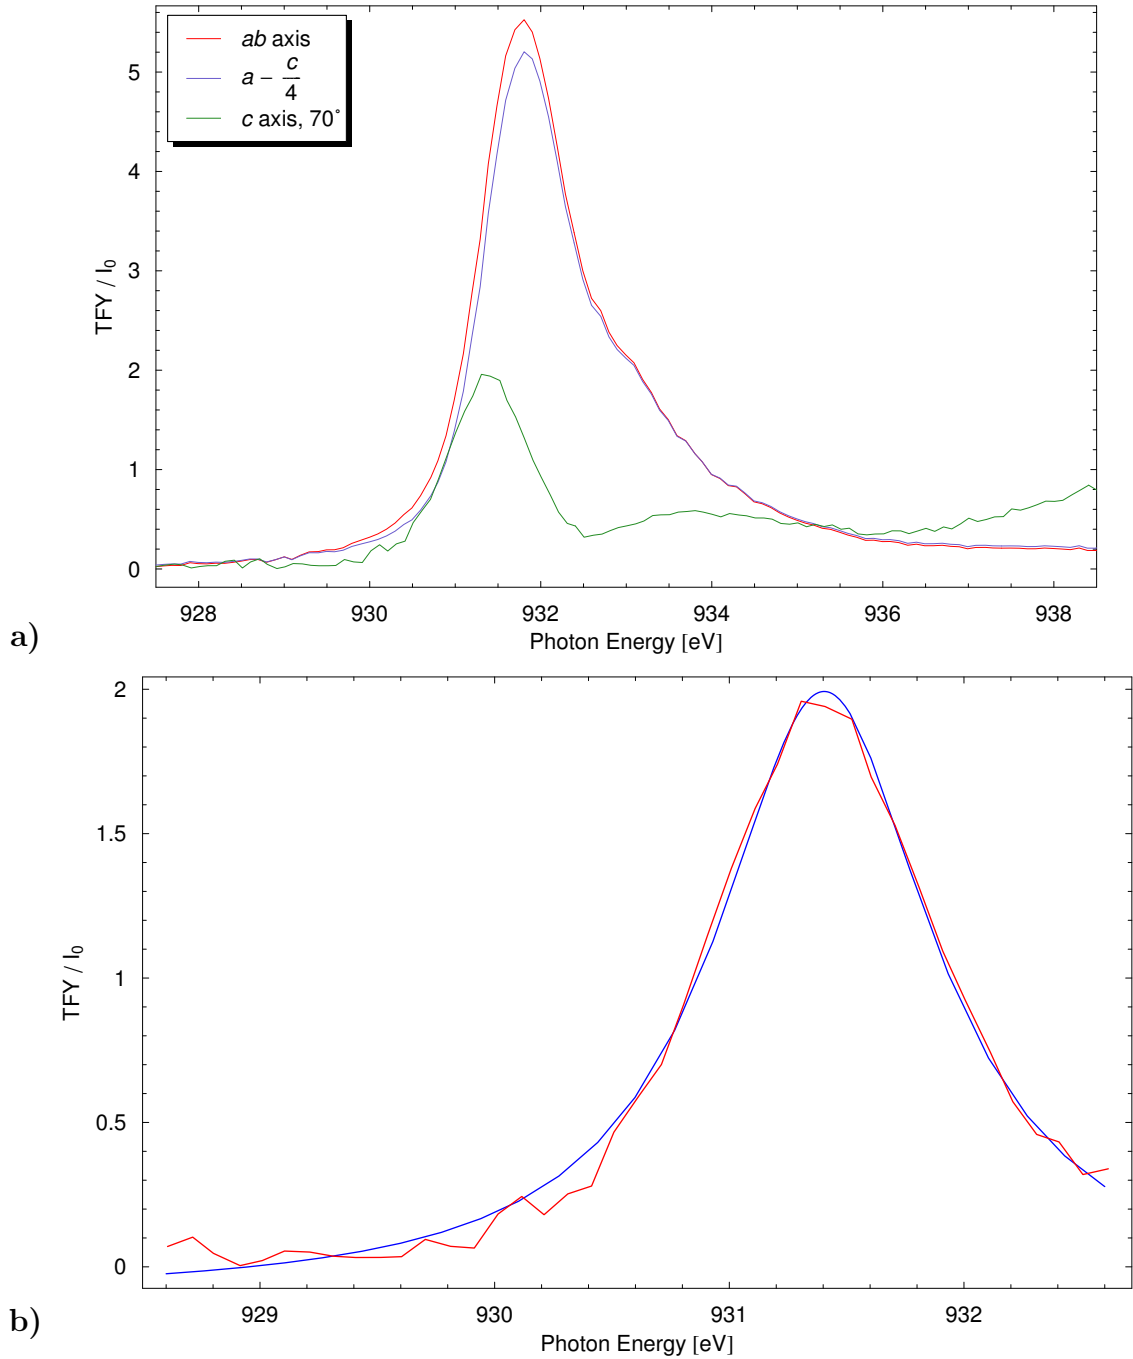 ab axis
a − c/4
c axis, 70°
TFY / I₀
5
4
3
2
1
0
928
930
932
934
936
938
Photon Energy [eV]
a)
TFY / I₀
2
1.5
1
0.5
0
929
930
931
932
Photon Energy [eV]
b)